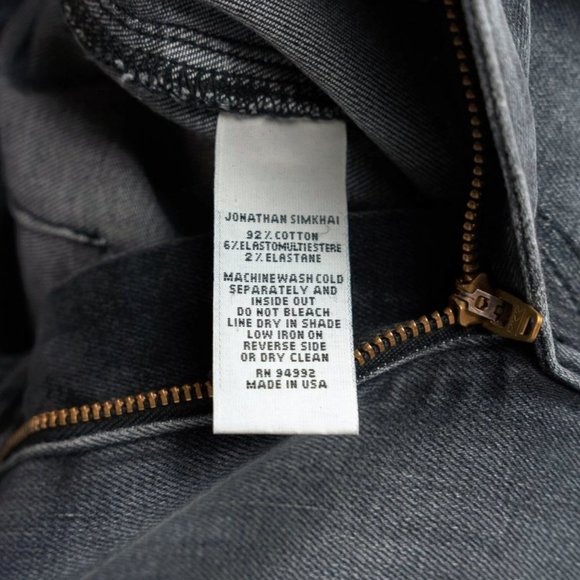 JONATHAN SIMKHAI
92% COTTON
6% ELASTOMULTIESTERE
2% ELASTANE
MACHINE WASH COLD
SEPARATELY AND
INSIDE OUT
DO NOT BLEACH
LINE DRY IN SHADE
LOW IRON ON
REVERSE SIDE
OR DRY CLEAN
RN 94992
MADE IN USA